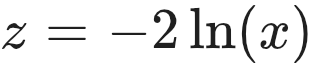 z = −2 ln(x)